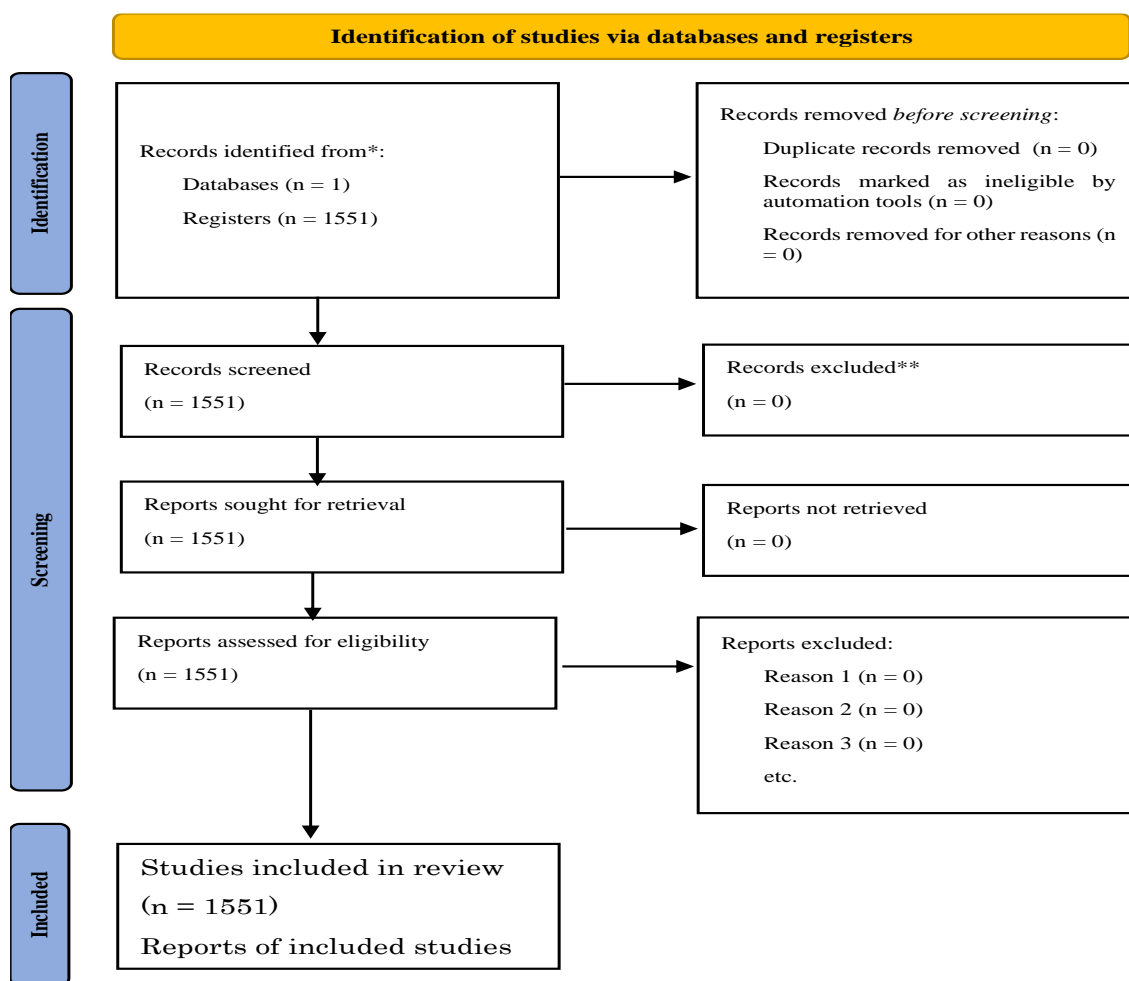 Identification of studies via databases and registers
Identification
Records identified from*:
Databases (n = 1)
Registers (n = 1551)
Records removed before screening:
Duplicate records removed (n = 0)
Records marked as ineligible by
automation tools (n = 0)
Records removed for other reasons (n
= 0)
Screening
Records screened
(n = 1551)
Records excluded**
(n = 0)
Reports sought for retrieval
(n = 1551)
Reports not retrieved
(n = 0)
Reports assessed for eligibility
(n = 1551)
Reports excluded:
Reason 1 (n = 0)
Reason 2 (n = 0)
Reason 3 (n = 0)
etc.
Included
Studies included in review
(n = 1551)
Reports of included studies